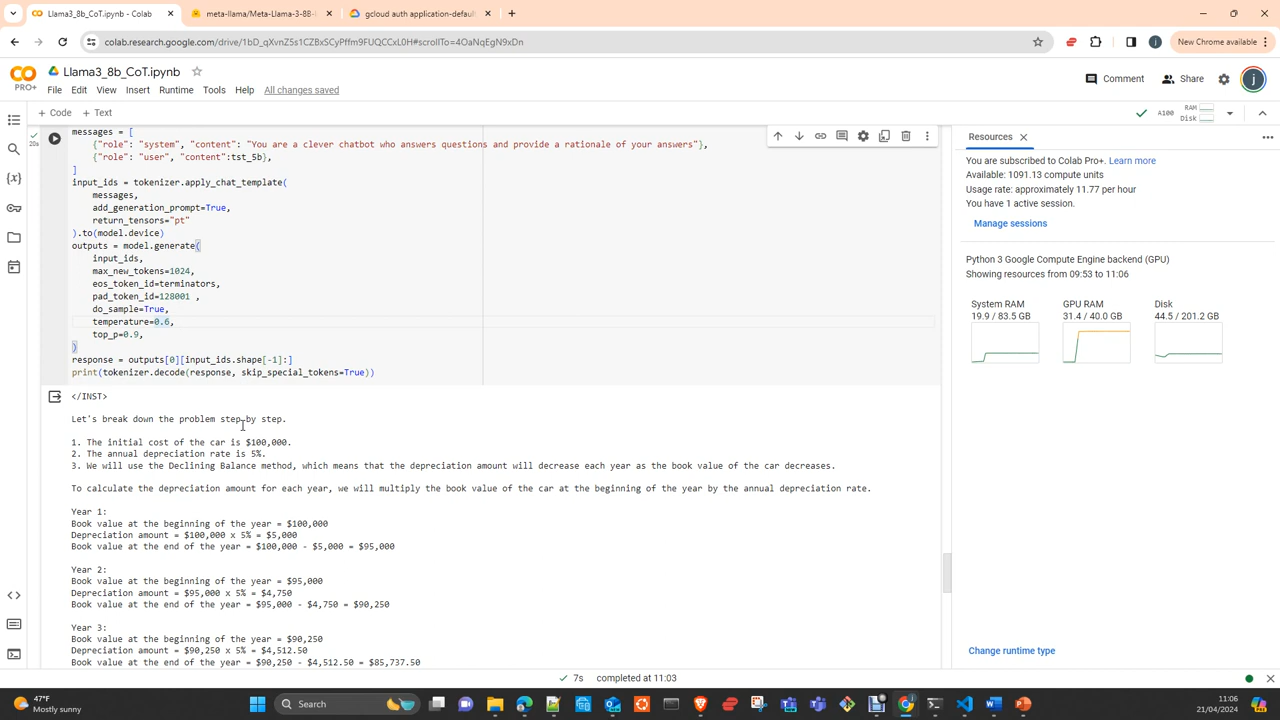 Llama3_8b_CoT.ipynb - Colab
meta-llama/Meta-Llama-3-8B-I
gcloud auth application-defaul
colab.research.google.com/drive/1bD_qXvnZ5s1CZBxSCyPffm9FUQCCxL0H#scrollTo=4OaNqEgN9xDn
New Chrome available
PRO+
Llama3_8b_CoT.ipynb
File Edit View Insert Runtime Tools Help All changes saved
Comment
Share
j
+ Code + Text
A100
RAM
Disk
20s
messages = [
{"role": "system", "content": "You are a clever chatbot who answers questions and provide a rationale of your answers"},
{"role": "user", "content":tst_5b},
]
input_ids = tokenizer.apply_chat_template(
messages,
add_generation_prompt=True,
return_tensors="pt"
).to(model.device)
outputs = model.generate(
input_ids,
max_new_tokens=1024,
eos_token_id=terminators,
pad_token_id=128001 ,
do_sample=True,
temperature=0.6,
top_p=0.9,
)
response = outputs[0][input_ids.shape[-1]:]
print(tokenizer.decode(response, skip_special_tokens=True))
</INST>
Let's break down the problem step by step.
1. The initial cost of the car is $100,000.
2. The annual depreciation rate is 5%.
3. We will use the Declining Balance method, which means that the depreciation amount will decrease each year as the book value of the car decreases.
To calculate the depreciation amount for each year, we will multiply the book value of the car at the beginning of the year by the annual depreciation rate.
Year 1:
Book value at the beginning of the year = $100,000
Depreciation amount = $100,000 x 5% = $5,000
Book value at the end of the year = $100,000 - $5,000 = $95,000
Year 2:
Book value at the beginning of the year = $95,000
Depreciation amount = $95,000 x 5% = $4,750
Book value at the end of the year = $95,000 - $4,750 = $90,250
Year 3:
Book value at the beginning of the year = $90,250
Depreciation amount = $90,250 x 5% = $4,512.50
Book value at the end of the year = $90,250 - $4,512.50 = $85,737.50
Resources
You are subscribed to Colab Pro+. Learn more
Available: 1091.13 compute units
Usage rate: approximately 11.77 per hour
You have 1 active session.
Manage sessions
Python 3 Google Compute Engine backend (GPU)
Showing resources from 09:53 to 11:06
System RAM
19.9 / 83.5 GB
GPU RAM
31.4 / 40.0 GB
Disk
44.5 / 201.2 GB
Change runtime type
7s completed at 11:03
47°F
Mostly sunny
Search
11:06
21/04/2024